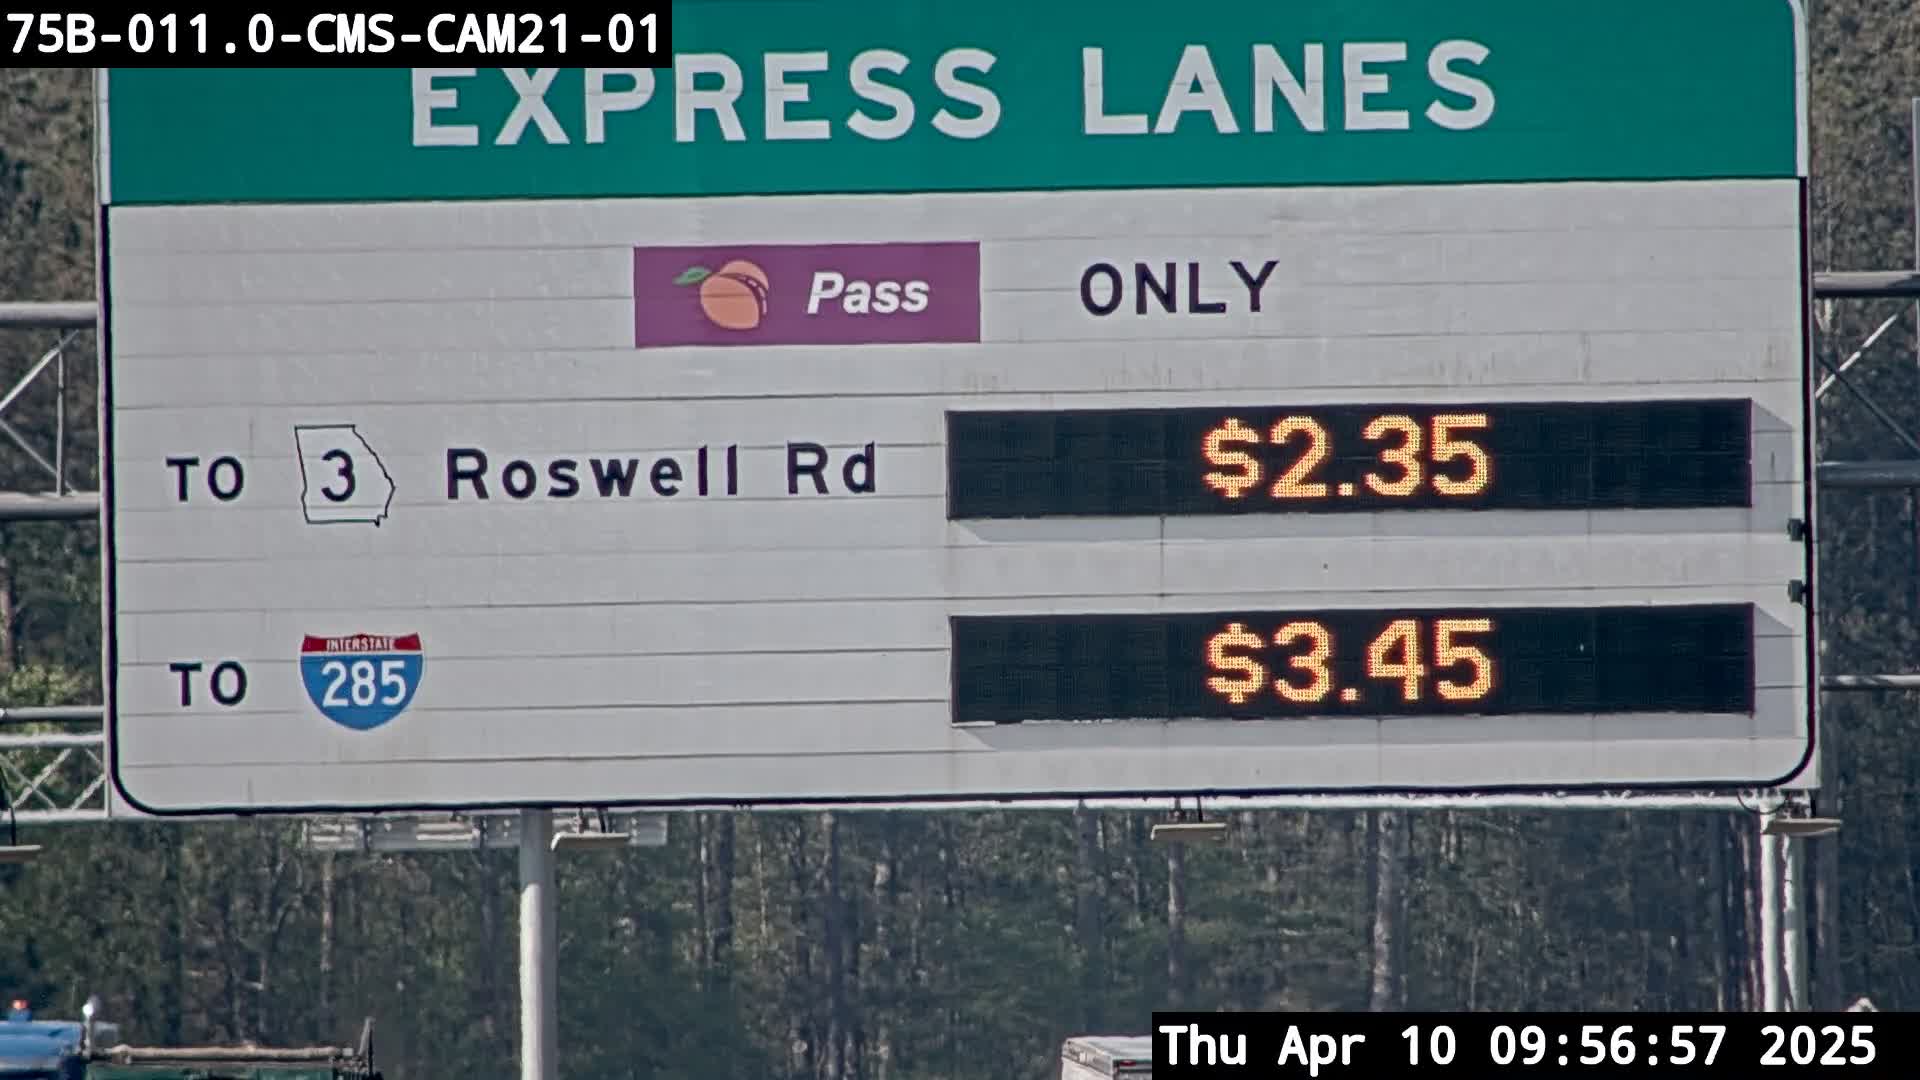 75B-011.0-CMS-CAM21-01
EXPRESS LANES
Pass ONLY
TO 3 Roswell Rd $2.35
TO INTERSTATE 285 $3.45
Thu Apr 10 09:56:57 2025